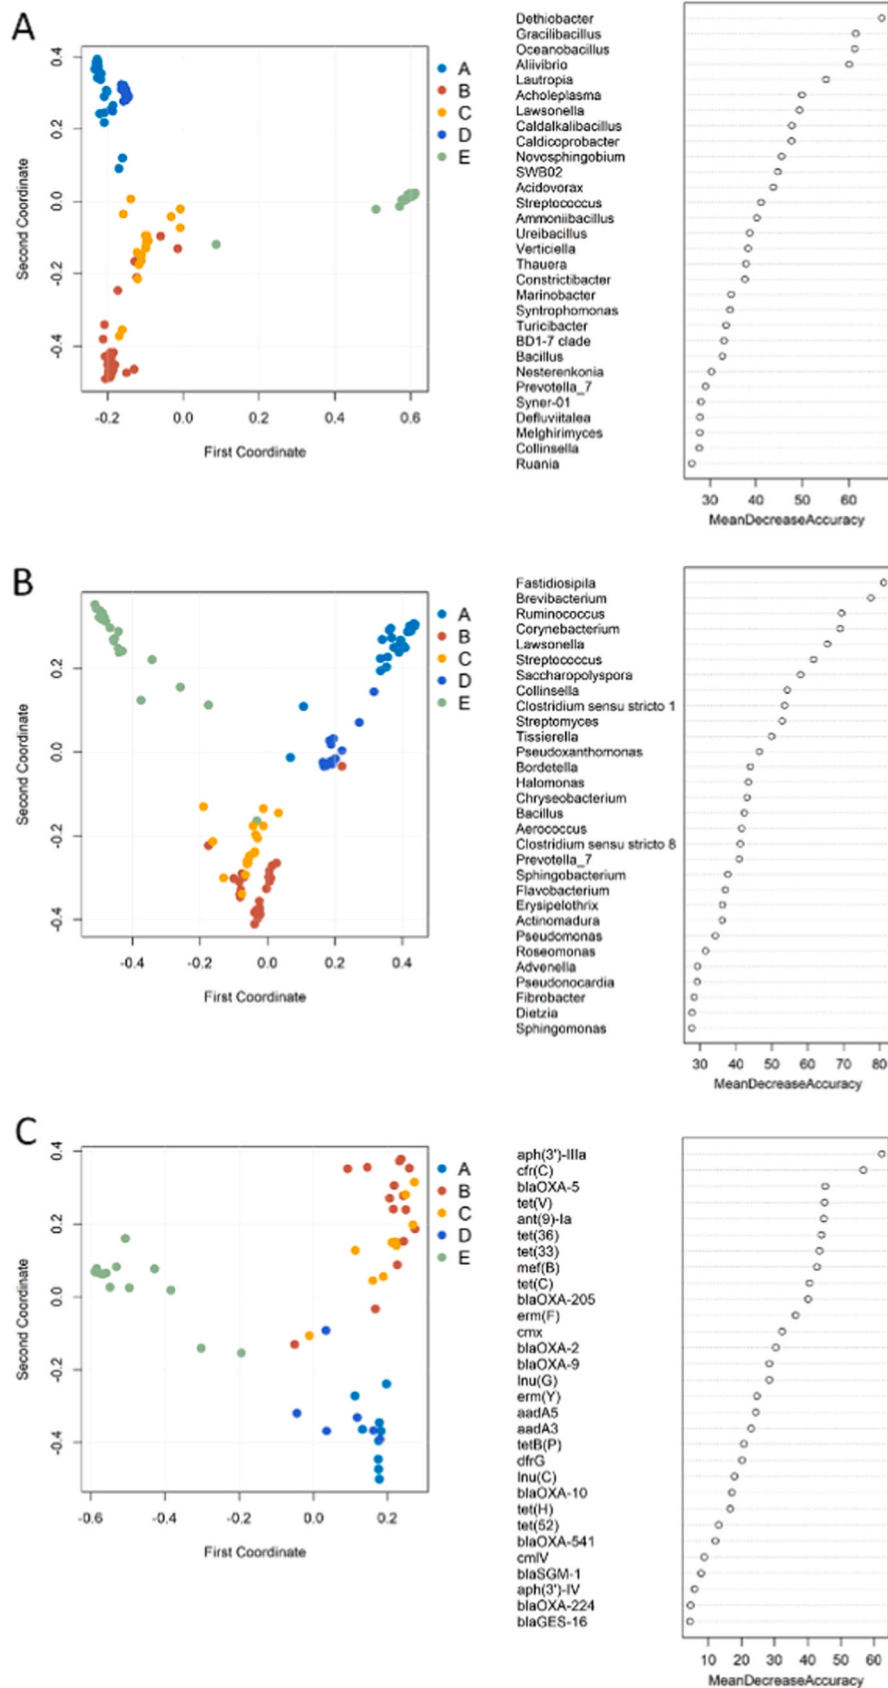 A
0.4
0.2
0.0
-0.2
-0.4
Second Coordinate
-0.2
0.0
0.2
0.4
0.6
First Coordinate
A
B
C
D
E
Dethiobacter
Gracilibacillus
Oceanobacillus
Aliivibrio
Lautropia
Acholeplasma
Lawsonella
Caldalkalibacillus
Caldicoprobacter
Novosphingobium
SWB02
Acidovorax
Streptococcus
Ammoniibacillus
Ureibacillus
Verticiella
Thauera
Constrictibacter
Marinobacter
Syntrophomonas
Turicibacter
BD1-7 clade
Bacillus
Nesterenkonia
Prevotella_7
Syner-01
Defluviitalea
Melghirimyces
Collinsella
Ruania
30 40 50 60
MeanDecreaseAccuracy
B
0.2
0.0
-0.2
-0.4
Second Coordinate
-0.4
-0.2
0.0
0.2
0.4
First Coordinate
A
B
C
D
E
Fastidiosipila
Brevibacterium
Ruminococcus
Corynebacterium
Lawsonella
Streptococcus
Saccharopolyspora
Collinsella
Clostridium sensu stricto 1
Streptomyces
Tissierella
Pseudoxanthomonas
Bordetella
Halomonas
Chryseobacterium
Bacillus
Aerococcus
Clostridium sensu stricto 8
Prevotella_7
Sphingobacterium
Flavobacterium
Erysipelothrix
Actinomadura
Pseudomonas
Roseomonas
Advenella
Pseudonocardia
Fibrobacter
Dietzia
Sphingomonas
30 40 50 60 70 80
MeanDecreaseAccuracy
C
0.4
0.2
0.0
-0.2
-0.4
Second Coordinate
-0.6
-0.4
-0.2
0.0
0.2
First Coordinate
A
B
C
D
E
aph(3')-IIIa
cfr(C)
blaOXA-5
tet(V)
ant(9)-Ia
tet(36)
tet(33)
mef(B)
tet(C)
blaOXA-205
erm(F)
cmx
blaOXA-2
blaOXA-9
lnu(G)
erm(Y)
aadA5
aadA3
tetB(P)
dfrG
lnu(C)
blaOXA-10
tet(H)
tet(52)
blaOXA-541
cmlV
blaSGM-1
aph(3')-IV
blaOXA-224
blaGES-16
10 20 30 40 50 60
MeanDecreaseAccuracy